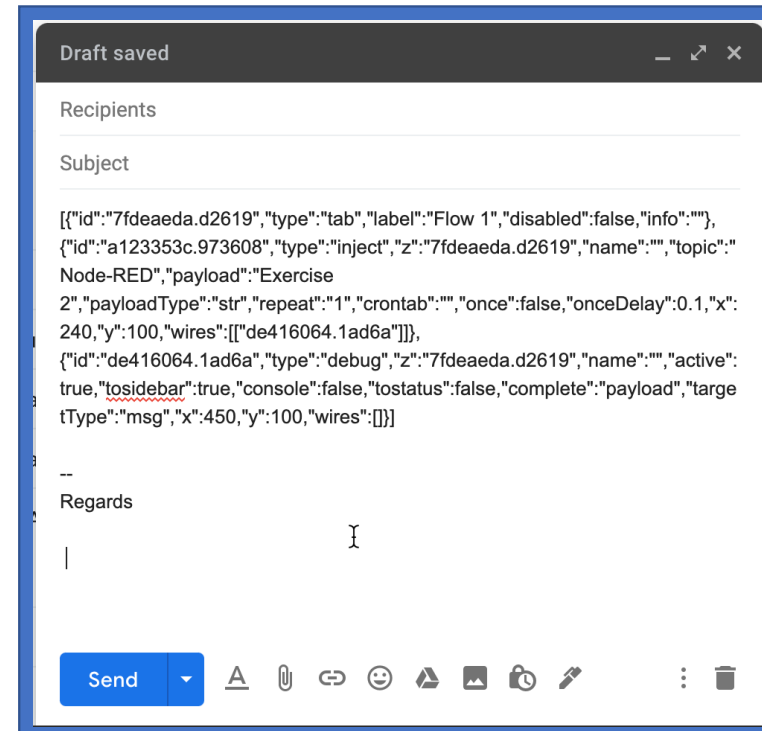 Draft saved
Recipients
Subject
[{"id":"7fdeaeda.d2619","type":"tab","label":"Flow 1","disabled":false,"info":""},
{"id":"a123353c.973608","type":"inject","z":"7fdeaeda.d2619","name":"","topic":"
Node-RED","payload":"Exercise
2","payloadType":"str","repeat":"1","crontab":"","once":false,"onceDelay":0.1,"x":
240,"y":100,"wires":[["de416064.1ad6a"]]},
{"id":"de416064.1ad6a","type":"debug","z":"7fdeaeda.d2619","name":"","active":
true,"tosidebar":true,"console":false,"tostatus":false,"complete":"payload","targe
tType":"msg","x":450,"y":100,"wires":[]}]
--
Regards
Send